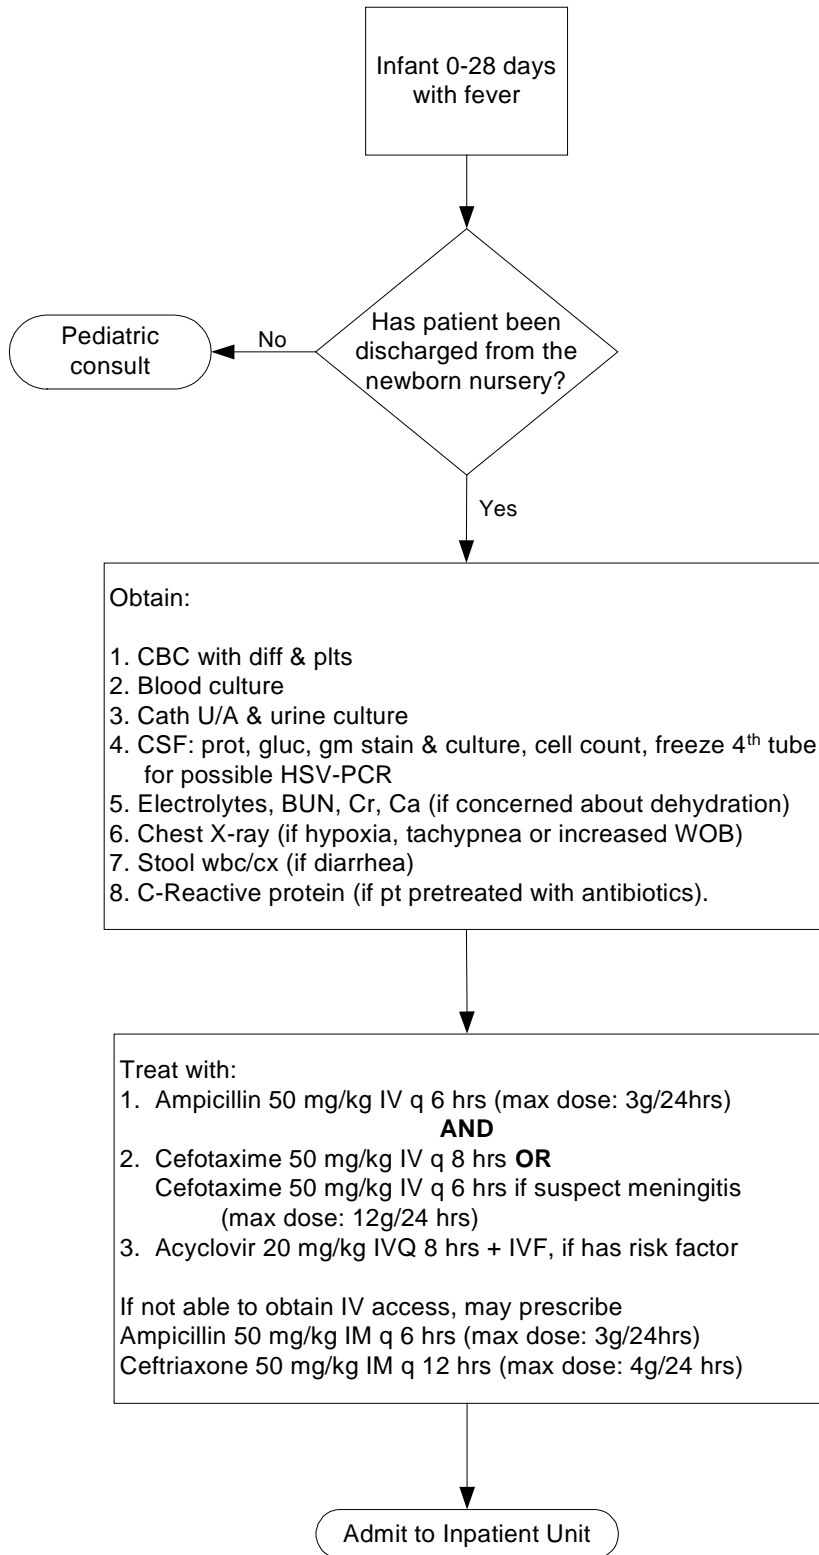 Infant 0-28 days
with fever
Has patient been
discharged from the
newborn nursery?
No
Pediatric
consult
Yes
Obtain:
1. CBC with diff & plts
2. Blood culture
3. Cath U/A & urine culture
4. CSF: prot, gluc, gm stain & culture, cell count, freeze 4th tube
for possible HSV-PCR
5. Electrolytes, BUN, Cr, Ca (if concerned about dehydration)
6. Chest X-ray (if hypoxia, tachypnea or increased WOB)
7. Stool wbc/cx (if diarrhea)
8. C-Reactive protein (if pt pretreated with antibiotics).
Treat with:
1. Ampicillin 50 mg/kg IV q 6 hrs (max dose: 3g/24hrs)
AND
2. Cefotaxime 50 mg/kg IV q 8 hrs OR
Cefotaxime 50 mg/kg IV q 6 hrs if suspect meningitis
(max dose: 12g/24 hrs)
3. Acyclovir 20 mg/kg IVQ 8 hrs + IVF, if has risk factor
If not able to obtain IV access, may prescribe
Ampicillin 50 mg/kg IM q 6 hrs (max dose: 3g/24hrs)
Ceftriaxone 50 mg/kg IM q 12 hrs (max dose: 4g/24 hrs)
Admit to Inpatient Unit